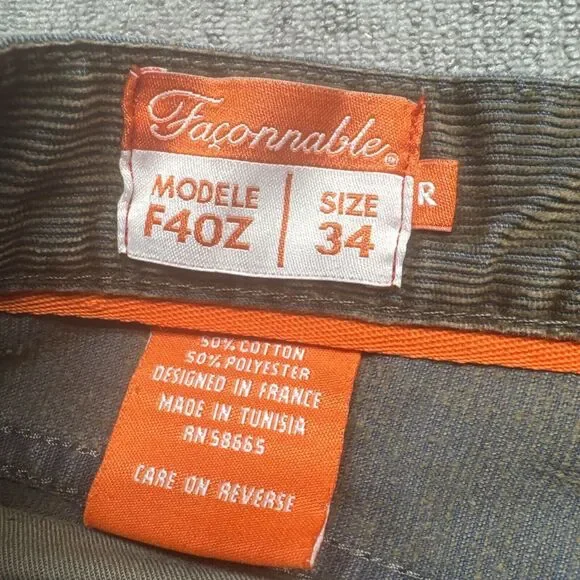 Façonnable®
MODELE
F40Z
SIZE
34
R
50% COTTON
50% POLYESTER
DESIGNED IN FRANCE
MADE IN TUNISIA
RN 58665
CARE ON REVERSE